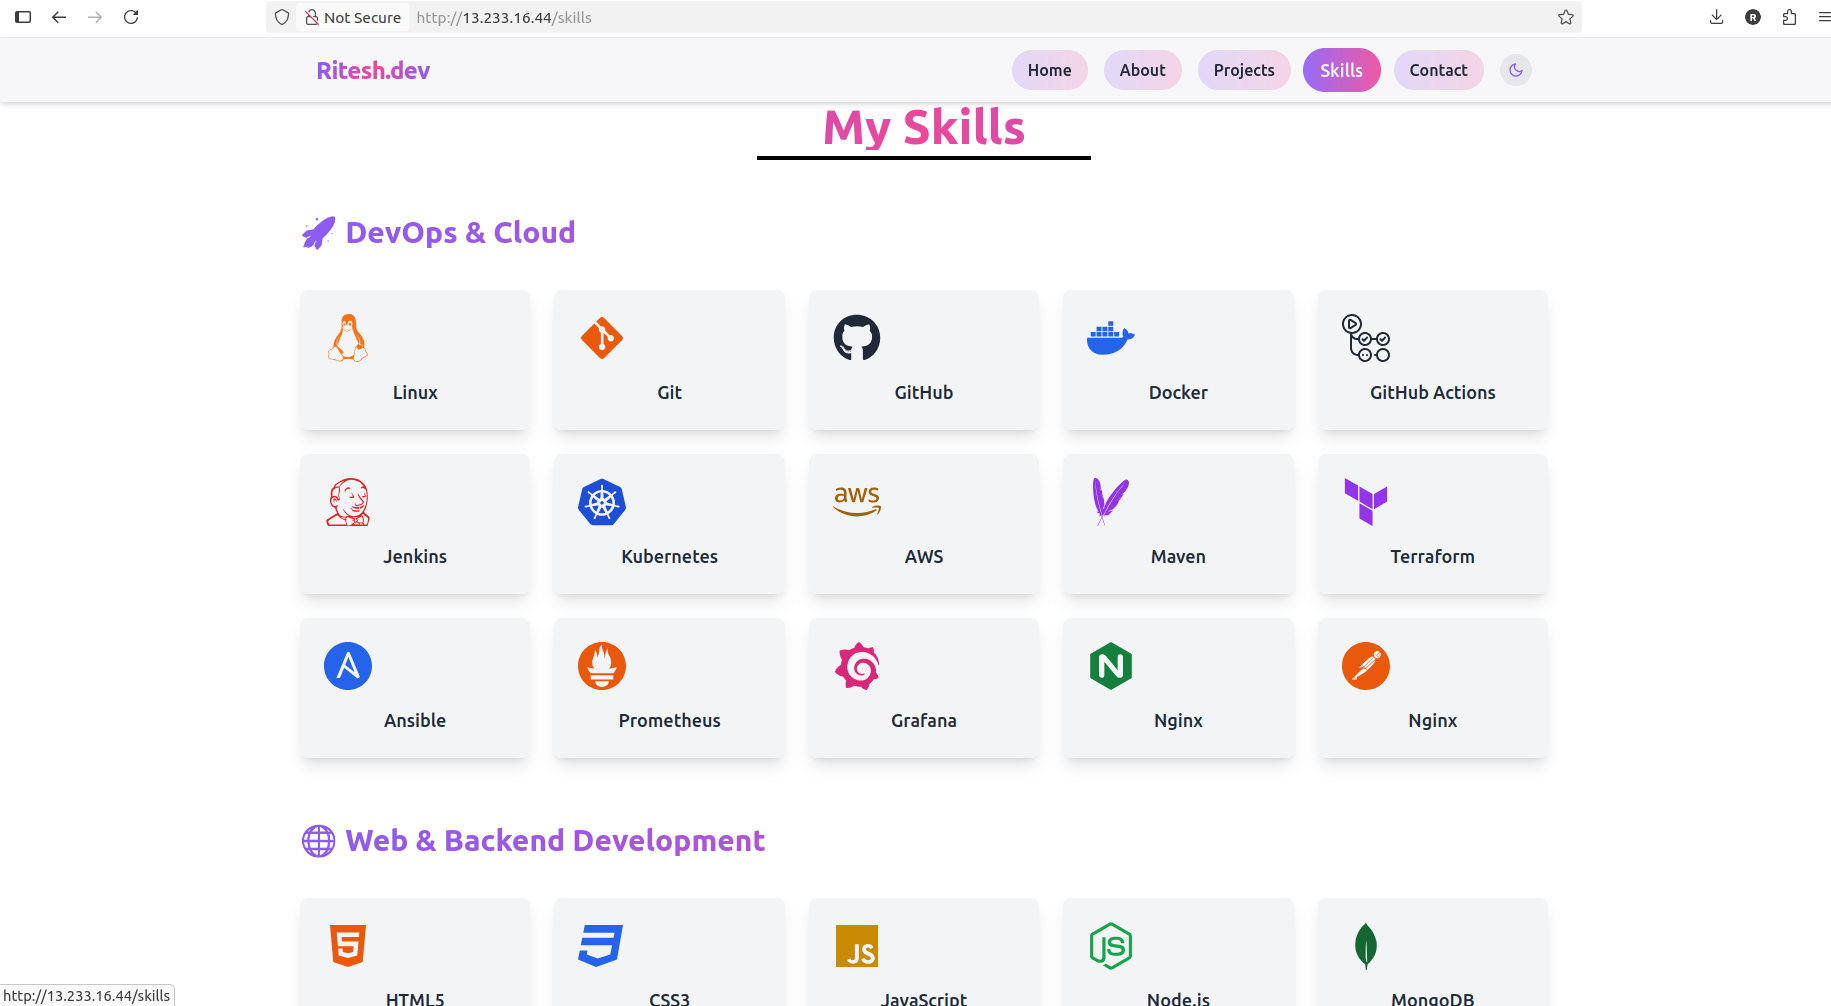 Not Secure http://13.233.16.44/skills R
Ritesh.dev Home About Projects Skills Contact
My Skills
DevOps & Cloud
Linux Git GitHub Docker GitHub Actions
aws
Jenkins Kubernetes AWS Maven Terraform
Ansible Prometheus Grafana Nginx Nginx
Web & Backend Development
5 JS JS
HTML5 CSS3 JavaScript Node.js MongoDB
http://13.233.16.44/skills